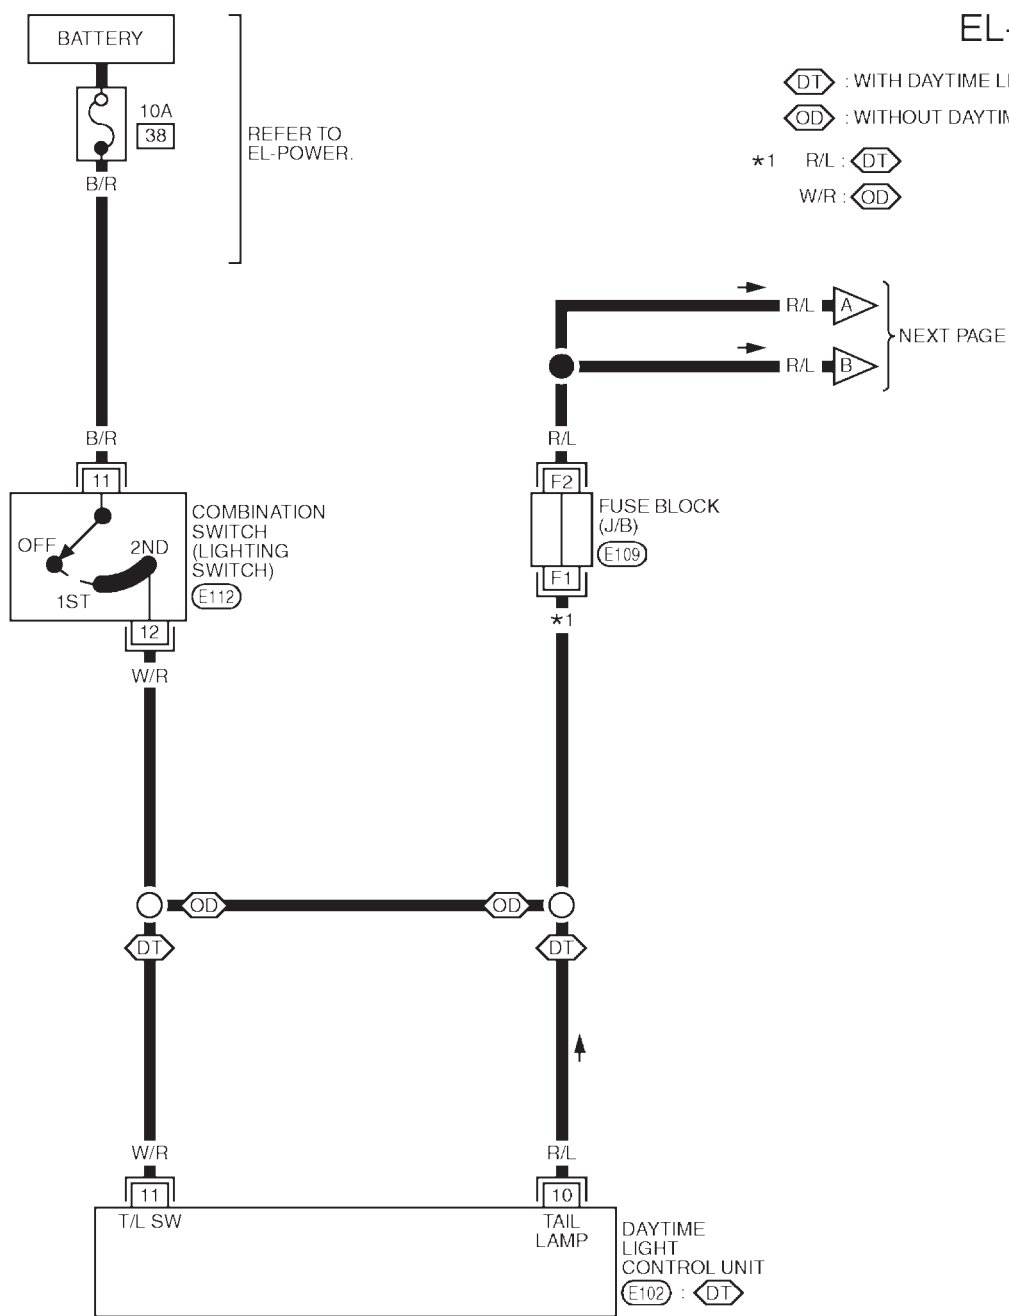 EL-
BATTERY
DT : WITH DAYTIME LI
10A
38
OD : WITHOUT DAYTIM
REFER TO
EL-POWER.
*1 R/L : DT
W/R : OD
B/R
R/L A
NEXT PAGE
R/L B
B/R
R/L
11
F2
COMBINATION
SWITCH
(LIGHTING
SWITCH)
E112
OFF
2ND
1ST
FUSE BLOCK
(J/B)
E109
F1
12
*1
W/R
OD
OD
DT
DT
W/R
R/L
11
10
T/L SW
TAIL
LAMP
DAYTIME
LIGHT
CONTROL UNIT
E102 : DT